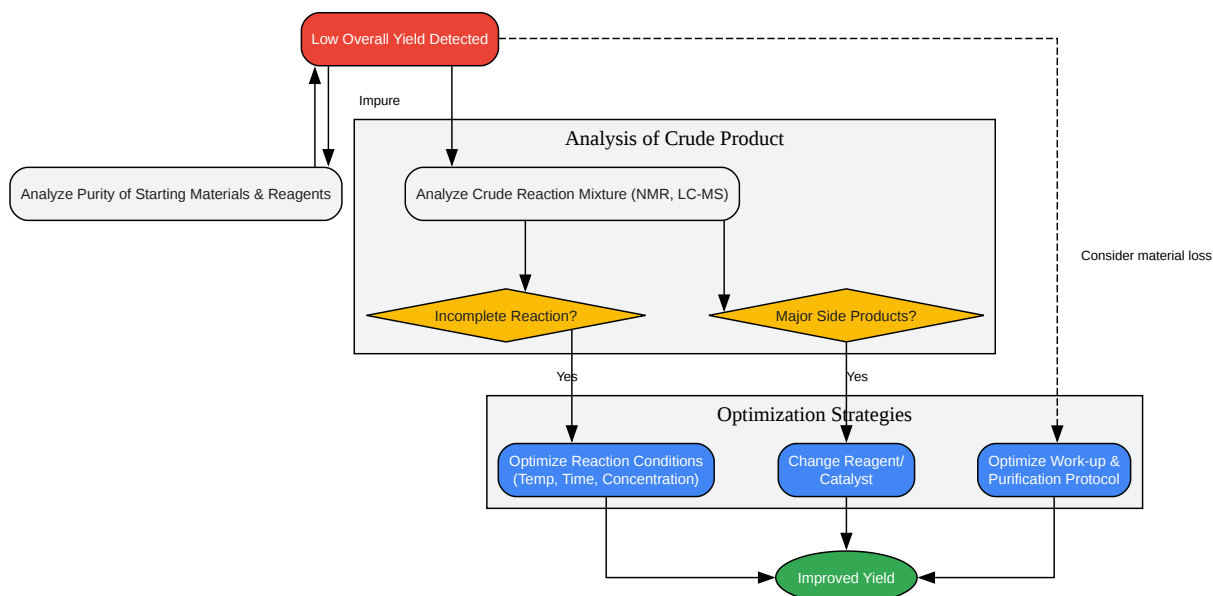 Low Overall Yield Detected
Impure
Analysis of Crude Product
Analyze Purity of Starting Materials & Reagents
Analyze Crude Reaction Mixture (NMR, LC-MS)
Consider material loss
Incomplete Reaction?
Major Side Products?
Yes
Yes
Optimization Strategies
Optimize Reaction Conditions
(Temp, Time, Concentration)
Change Reagent/
Catalyst
Optimize Work-up &
Purification Protocol
Improved Yield